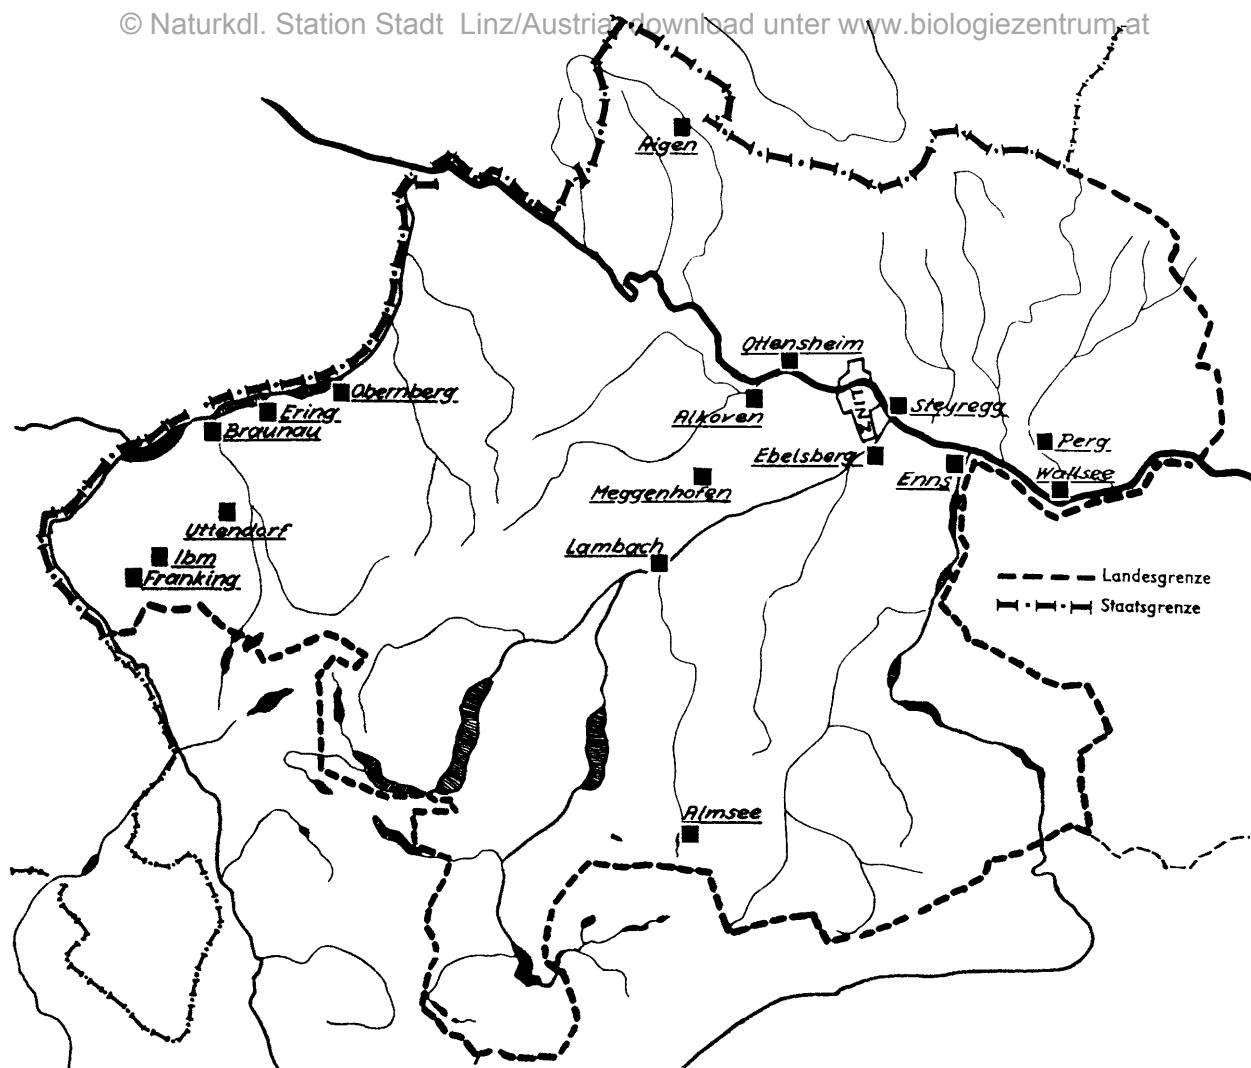 © Naturkdl. Station Stadt Linz/Austria; download unter www.biologiezentrum.at
Aigen
Ottensheim
Obernberg
Ering
Braunau
Alkoven
LINZ
Steyregg
Ebelsberg
Perg
Enns
Wallsee
Meggenhofen
Uttendorf
Lambach
Ibm
Franking
Landesgrenze
Staatsgrenze
Almsee